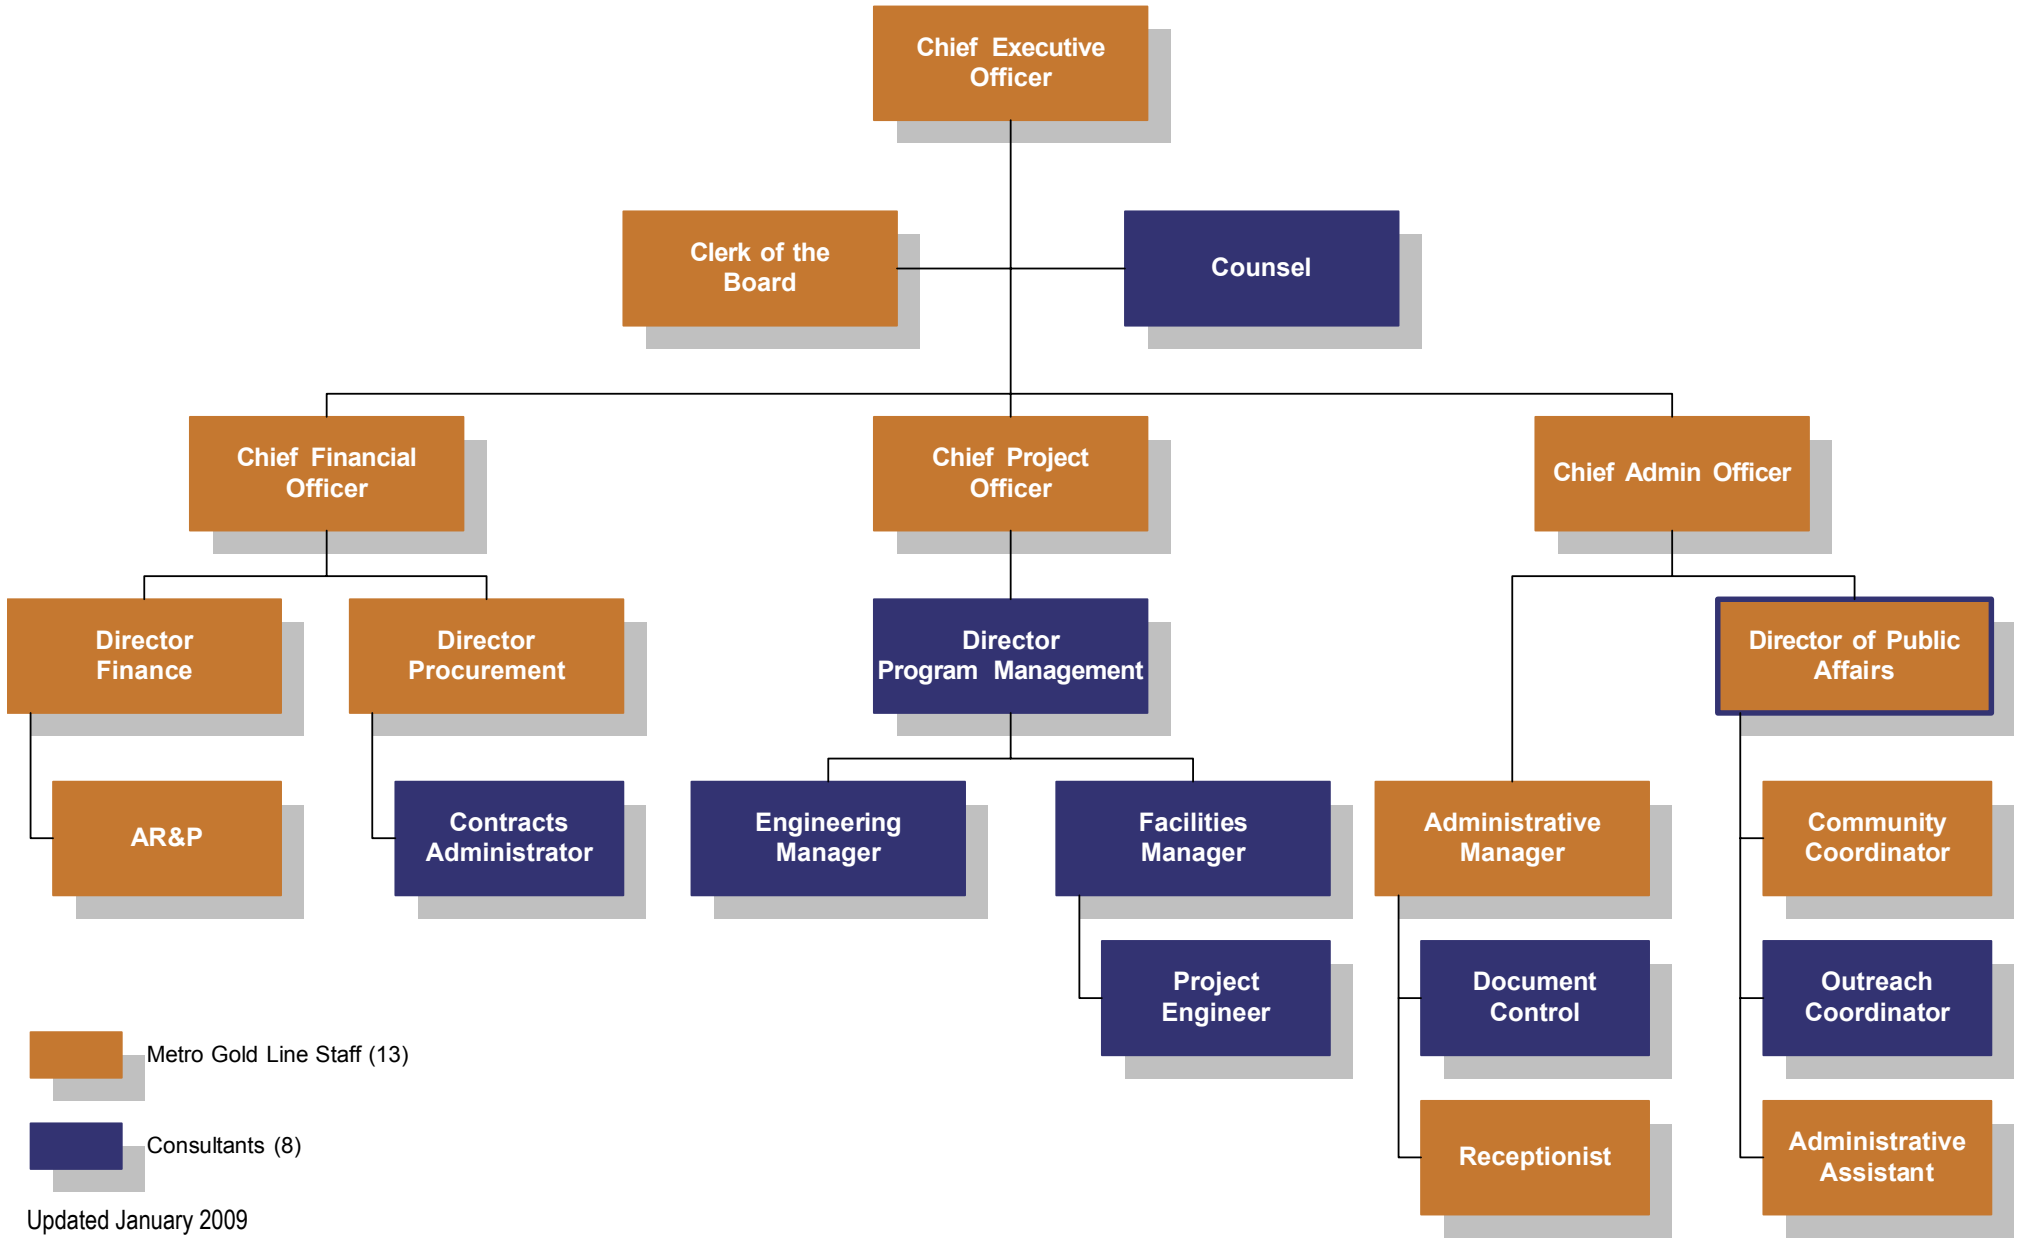 Chief Executive
Officer
Clerk of the
Board
Counsel
Chief Financial
Officer
Chief Project
Officer
Chief Admin Officer
Director
Finance
Director
Procurement
Director
Program Management
Director of Public
Affairs
AR&P
Contracts
Administrator
Engineering
Manager
Facilities
Manager
Administrative
Manager
Community
Coordinator
Project
Engineer
Document
Control
Outreach
Coordinator
Receptionist
Administrative
Assistant
Metro Gold Line Staff (13)
Consultants (8)
Updated January 2009